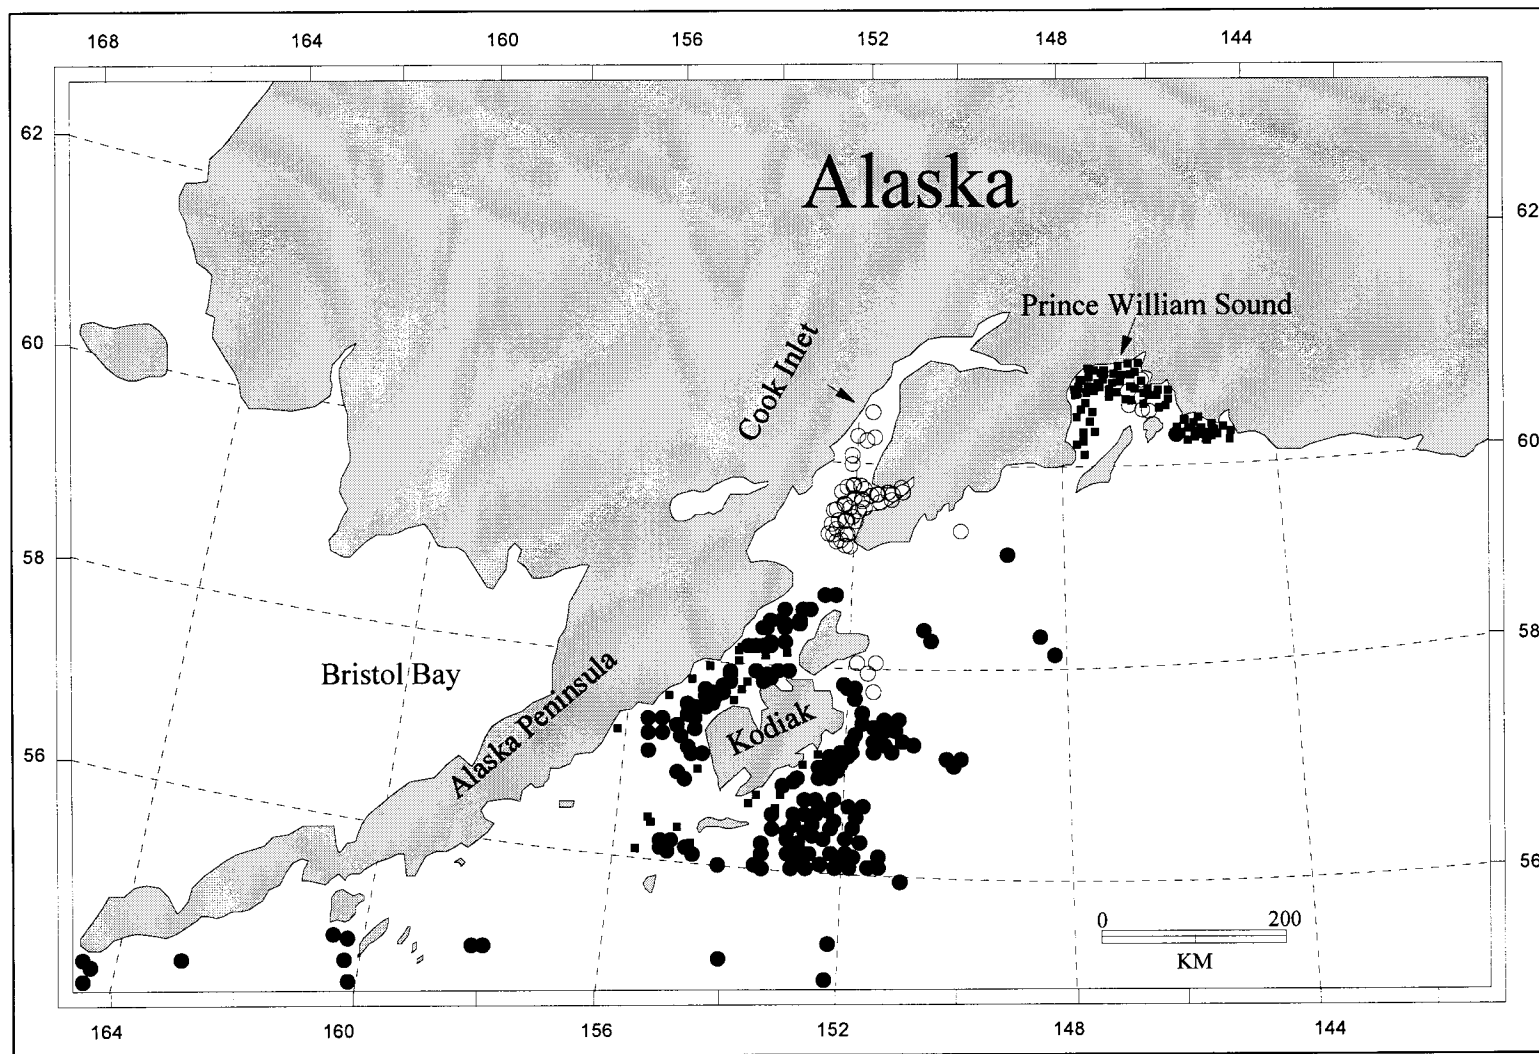 168 164 160 156 152 148 144
62
Alaska
62
Prince William Sound
60
Cook Inlet
60
58
58
Bristol Bay
Alaska Peninsula
Kodiak
56
56
0 200
KM
164 160 156 152 148 144